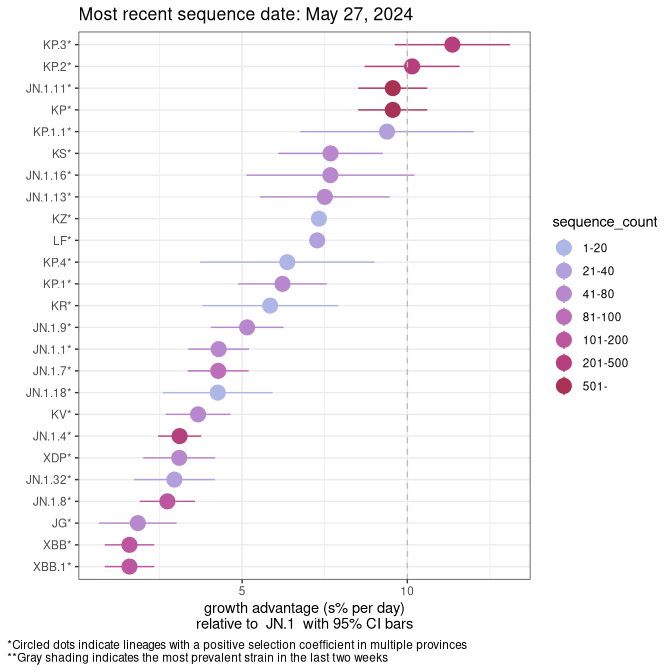 Most recent sequence date: May 27, 2024
KP.3*
KP.2*
JN.1.11*
KP*
KP.1.1*
KS*
JN.1.16*
JN.1.13*
KZ*
LF*
KP.4*
KP.1*
KR*
JN.1.9*
JN.1.1*
JN.1.7*
JN.1.18*
KV*
JN.1.4*
XDP*
JN.1.32*
JN.1.8*
JG*
XBB*
XBB.1*
5 10
growth advantage (s% per day)
relative to JN.1 with 95% CI bars
sequence_count
1-20
21-40
41-80
81-100
101-200
201-500
501-
*Circled dots indicate lineages with a positive selection coefficient in multiple provinces
**Gray shading indicates the most prevalent strain in the last two weeks